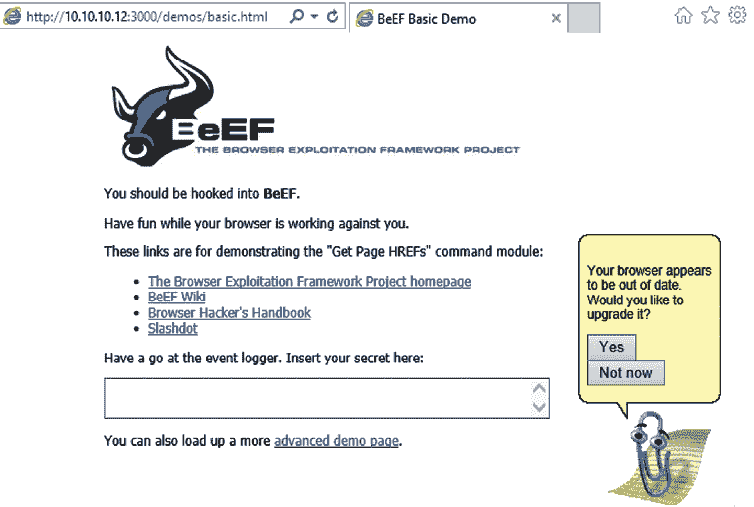 http://10.10.10.12:3000/demos/basic.html
BeEF Basic Demo
BeEF
THE BROWSER EXPLOITATION FRAMEWORK PROJECT
You should be hooked into BeEF.
Have fun while your browser is working against you.
These links are for demonstrating the "Get Page HREFs" command module:
The Browser Exploitation Framework Project homepage
BeEF Wiki
Browser Hacker's Handbook
Slashdot
Have a go at the event logger. Insert your secret here:
You can also load up a more advanced demo page.
Your browser appears
to be out of date.
Would you like to
upgrade it?
Yes
Not now